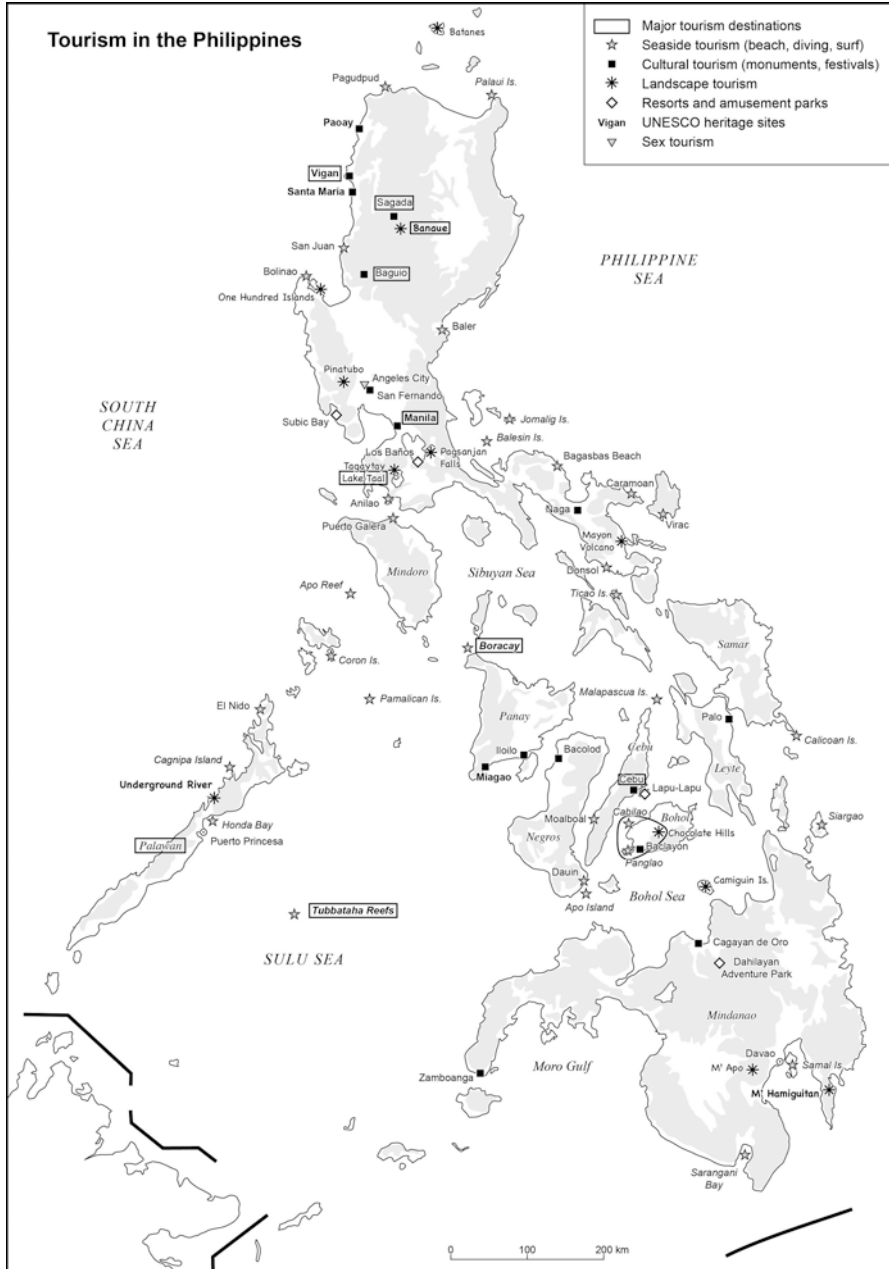 Tourism in the Philippines
Major tourism destinations
Seaside tourism (beach, diving, surf)
Cultural tourism (monuments, festivals)
Landscape tourism
Resorts and amusement parks
Vigan UNESCO heritage sites
Sex tourism
Batanes
Pagudpud
Palaui Is.
Paoay
Vigan
Santa Maria
Sagada
Banaue
San Juan
PHILIPPINE
SEA
Bolinao
Baguio
One Hundred Islands
Baler
Pinatubo
Angeles City
San Fernando
SOUTH
CHINA
SEA
Subic Bay
Manila
Jomalig Is.
Balesin Is.
Los Baños
Pagsanjan
Falls
Tagaytay
Lake Taal
Bagasbas Beach
Caramoan
Anilao
Naga
Virac
Puerto Galera
Mayon
Volcano
Mindoro
Sibuyan Sea
Donsol
Apo Reef
Ticao Is.
Boracay
Samar
Coron Is.
El Nido
Pamalican Is.
Malapascua Is.
Panay
Palo
Calicoan Is.
Cagnipa Island
Iloilo
Bacolod
Cebu
Miagao
Leyte
Underground River
Cebu
Lapu-Lapu
Honda Bay
Moalboal
Cabilao
Bohol
Siargao
Puerto Princesa
Negros
Chocolate Hills
Palawan
Baclayon
Panglao
Dauin
Camiguin Is.
Apo Island
Bohol Sea
Tubbataha Reefs
SULU SEA
Cagayan de Oro
Dahilayan
Adventure Park
Mindanao
Davao
Zamboanga
Moro Gulf
Mt Apo
Samal Is.
Mt Hamiguitan
Sarangani
Bay
0 100 200 km